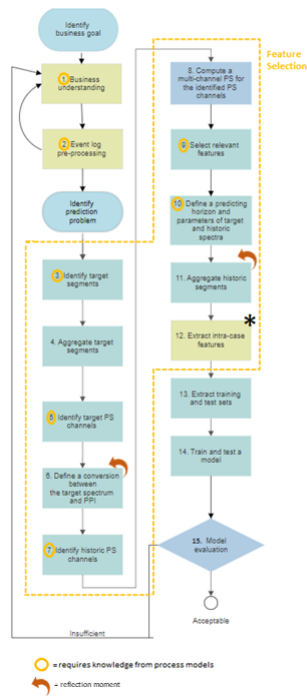 Identify
business goal
1 Business
understanding
2 Event log
pre-processing
Identify
prediction
problem
3 Identify target
segments
4. Aggregate target
segments
5 Identify target PS
channels
6. Define a conversion
between
the target spectrum
and PPI
7 Identify historic PS
channels
Feature
Selection
8. Compute a
multi-channel PS for
the identified PS
channels
9 Select relevant
features
10 Define a predicting
horizon and
parameters of target
and historic
spectra
11. Aggregate historic
segments
*
12. Extract intra-case
features
13. Extract training
and test sets
14. Train and test a
model
15. Model
evaluation
Acceptable
Insufficient
= requires knowledge from process models
= reflection moment